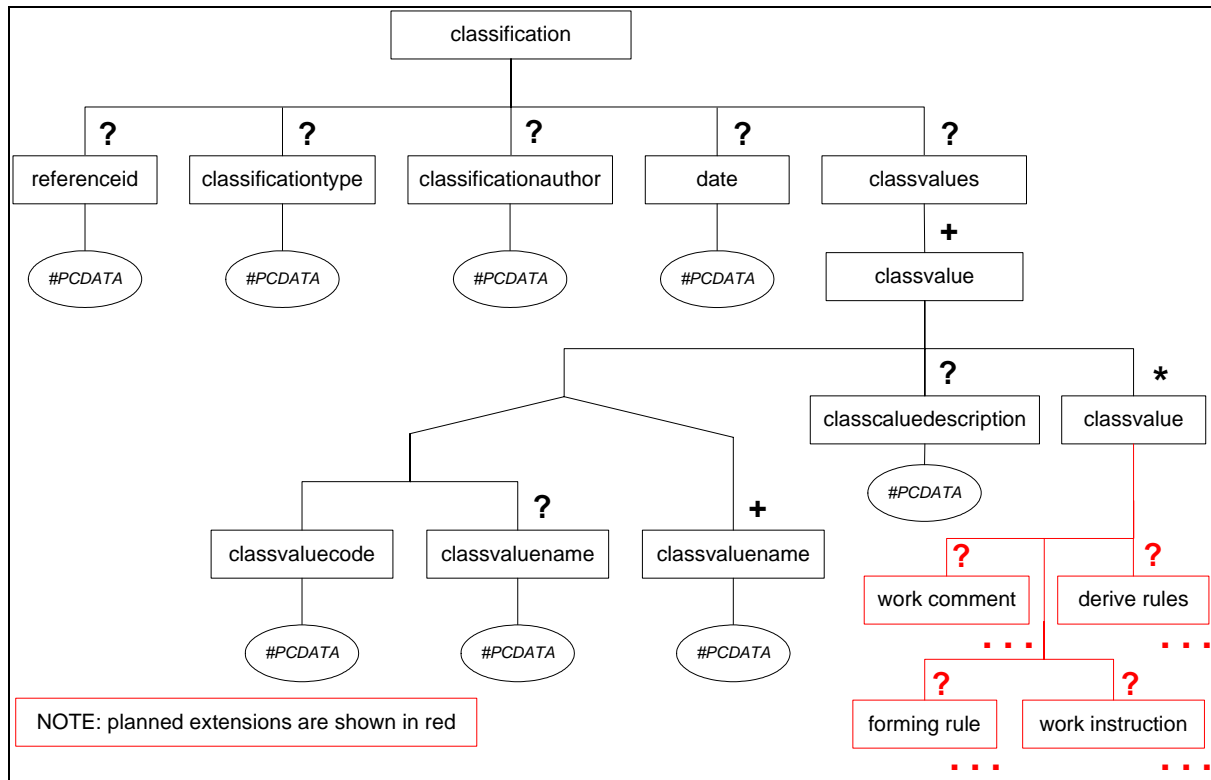 classification
? ? ? ? ?
referenceid classificationtype classificationauthor date classvalues
+
#PCDATA #PCDATA #PCDATA #PCDATA
classvalue
? *
classcaluedescription classvalue
#PCDATA
? +
classvaluecode classvaluename classvaluename
? ?
work comment derive rules
#PCDATA #PCDATA #PCDATA
. . . . . .
? ?
NOTE: planned extensions are shown in red
forming rule work instruction
. . . . . .